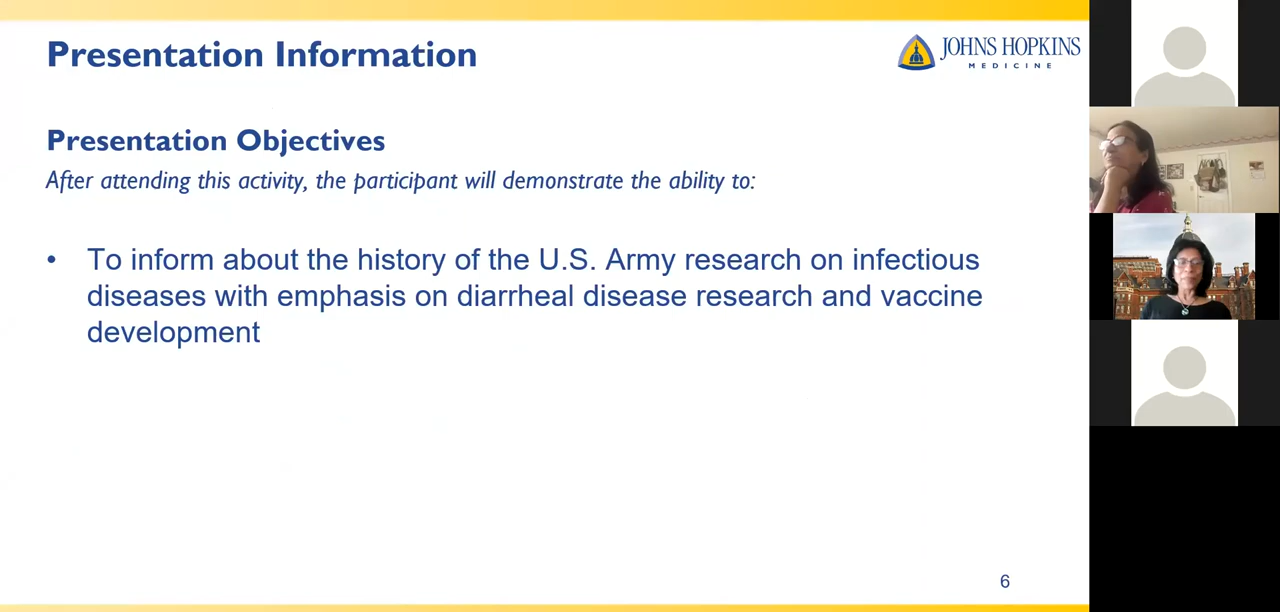 Presentation Information
JOHNS HOPKINS
MEDICINE
Presentation Objectives
After attending this activity, the participant will demonstrate the ability to:
• To inform about the history of the U.S. Army research on infectious
diseases with emphasis on diarrheal disease research and vaccine
development
6